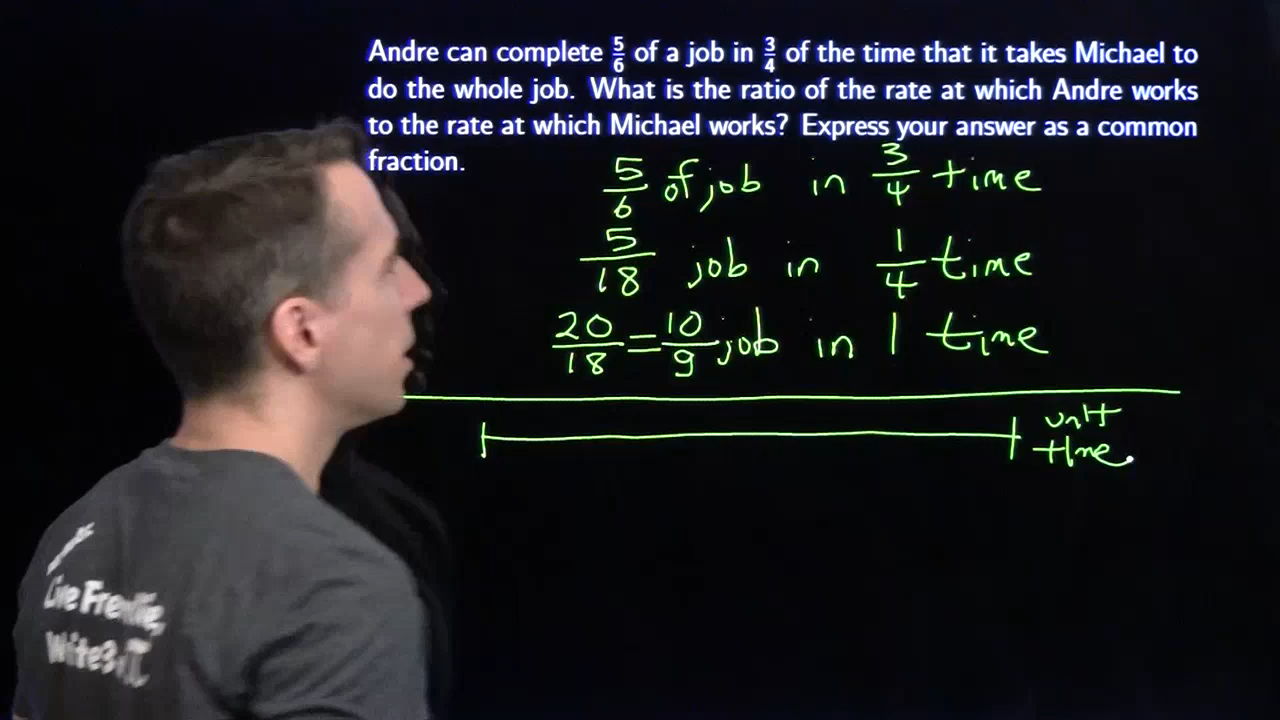 Andre can complete 5/6 of a job in 3/4 of the time that it takes Michael to
do the whole job. What is the ratio of the rate at which Andre works
to the rate at which Michael works? Express your answer as a common
fraction.
5/6 of job in 3/4 time
5/18 job in 1/4 time
20/18 = 10/9 job in 1 time
unit
time